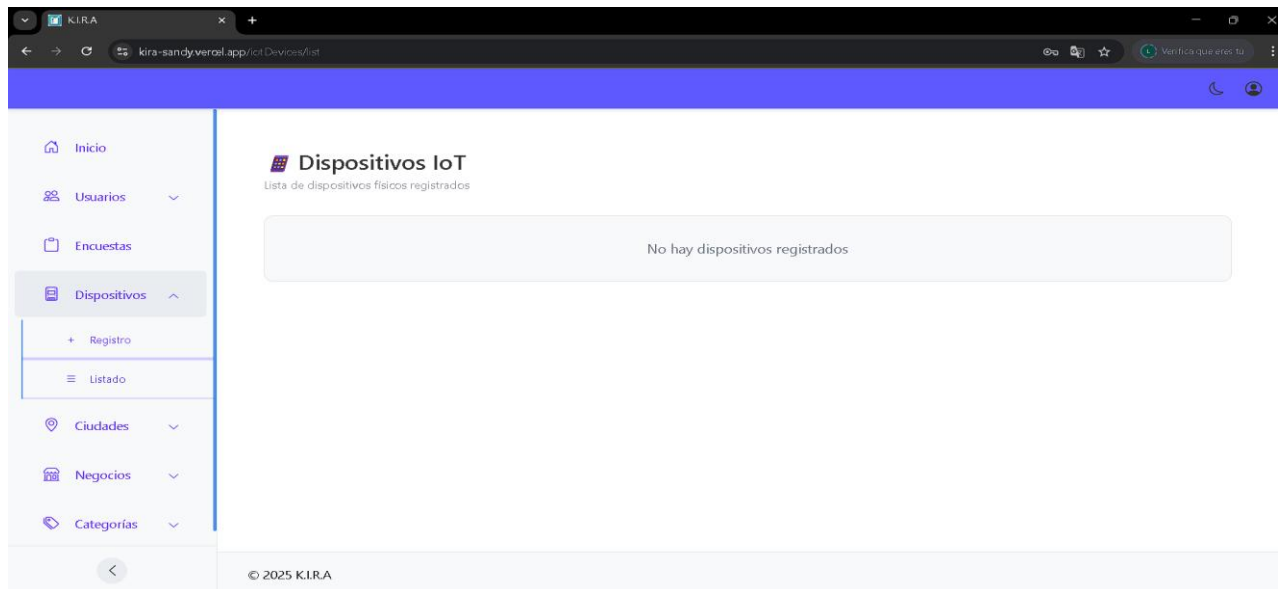 K.I.R.A
kira-sandy.vercel.app/iotDevices/list
Verifica que eres tú
Inicio
Usuarios
Encuestas
Dispositivos
Registro
Listado
Ciudades
Negocios
Categorías
Dispositivos IoT
Lista de dispositivos físicos registrados
No hay dispositivos registrados
© 2025 K.I.R.A